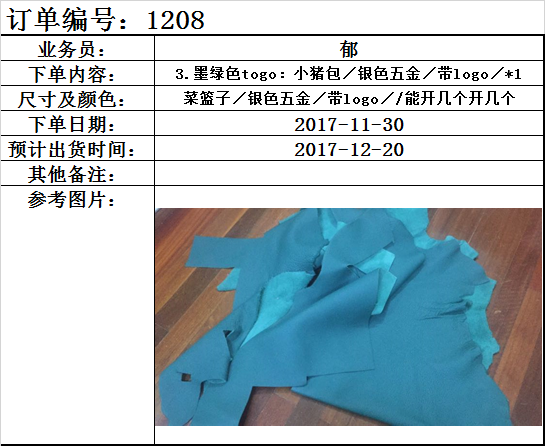 订单编号：1208
业务员： 郁
下单内容： 3.墨绿色togo：小猪包／银色五金／带logo／*1
尺寸及颜色： 菜篮子／银色五金／带logo／/能开几个开几个
下单日期： 2017-11-30
预计出货时间： 2017-12-20
其他备注：
参考图片：